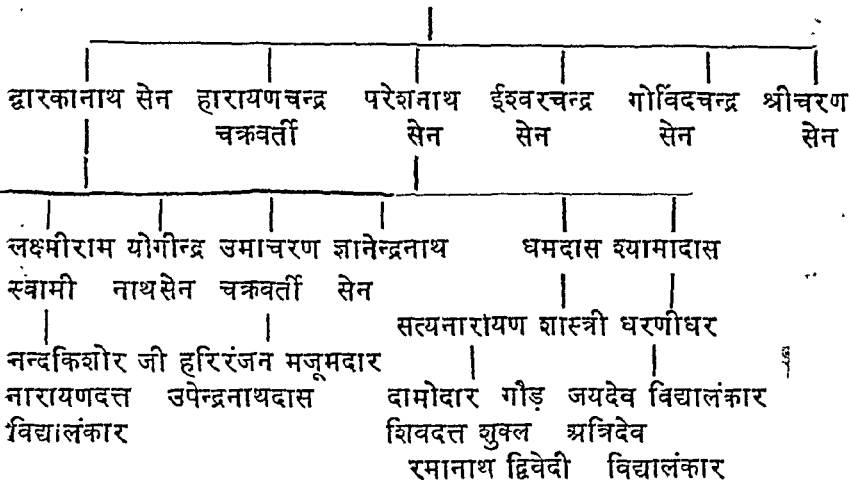 द्वारकानाथ सेन हारायणचन्द्र परेशनाथ ईश्वरचन्द्र गोविंदचन्द्र श्रीचरण
चक्रवर्ती सेन सेन सेन सेन
लक्ष्मीराम योगीन्द्र उमाचरण ज्ञानेन्द्रनाथ धमदास श्यामादास
स्वामी नाथसेन चक्रवर्ती सेन
सत्यनारायण शास्त्री धरणीधर
नन्दकिशोर जी हरिरंजन मजूमदार
नारायणदत्त उपेन्द्रनाथदास दामोदार गौड़ जयदेव विद्यालंकार
विद्यालंकार शिवदत्त शुक्ल अत्रिदेव
रमानाथ द्विवेदी विद्यालंकार